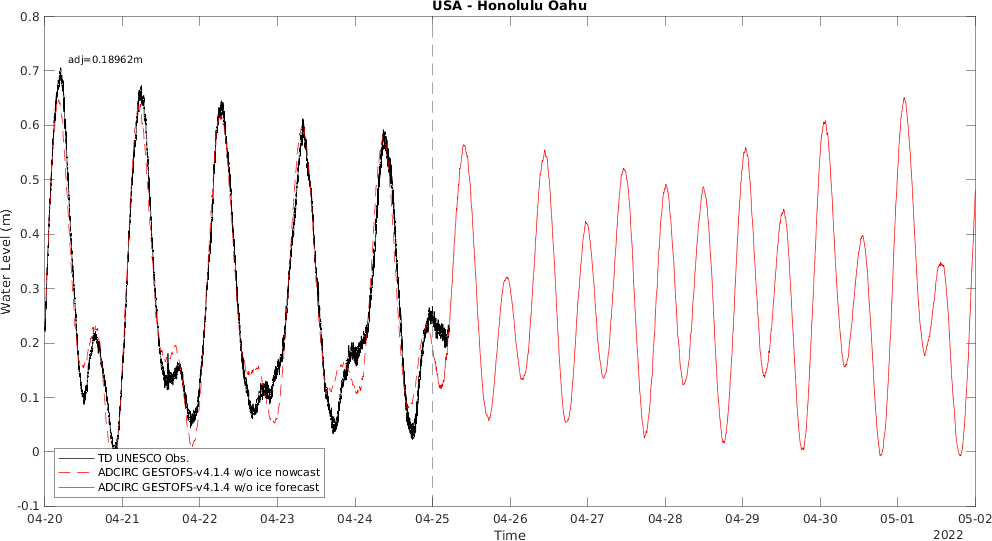 USA - Honolulu Oahu
adj=0.18962m
Water Level (m)
0.8
0.7
0.6
0.5
0.4
0.3
0.2
0.1
0
-0.1
TD UNESCO Obs.
ADCIRC GESTOFS-v4.1.4 w/o ice nowcast
ADCIRC GESTOFS-v4.1.4 w/o ice forecast
04-20 04-21 04-22 04-23 04-24 04-25 04-26 04-27 04-28 04-29 04-30 05-01 05-02
Time
2022